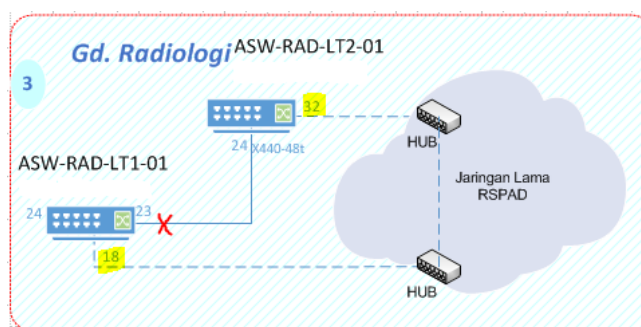 Gd. Radiologi
ASW-RAD-LT2-01
3
32
HUB
24
X440-48t
ASW-RAD-LT1-01
Jaringan Lama
RSPAD
24
23
X
18
HUB